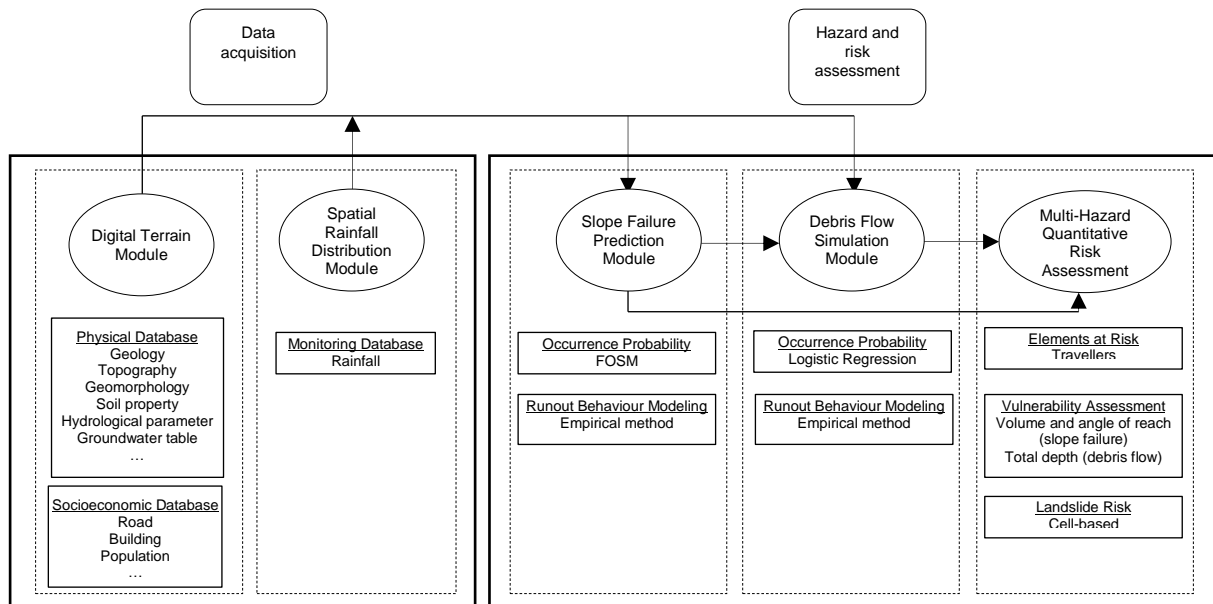 Data
acquisition
Hazard and
risk
assessment
Digital Terrain
Module
Physical Database
Geology
Topography
Geomorphology
Soil property
Hydrological parameter
Groundwater table
…
Socioeconomic Database
Road
Building
Population
…
Spatial
Rainfall
Distribution
Module
Monitoring Database
Rainfall
Slope Failure
Prediction
Module
Occurrence Probability
FOSM
Runout Behaviour Modeling
Empirical method
Debris Flow
Simulation
Module
Occurrence Probability
Logistic Regression
Runout Behaviour Modeling
Empirical method
Multi-Hazard
Quantitative
Risk
Assessment
Elements at Risk
Travellers
Vulnerability Assessment
Volume and angle of reach
(slope failure)
Total depth (debris flow)
Landslide Risk
Cell-based